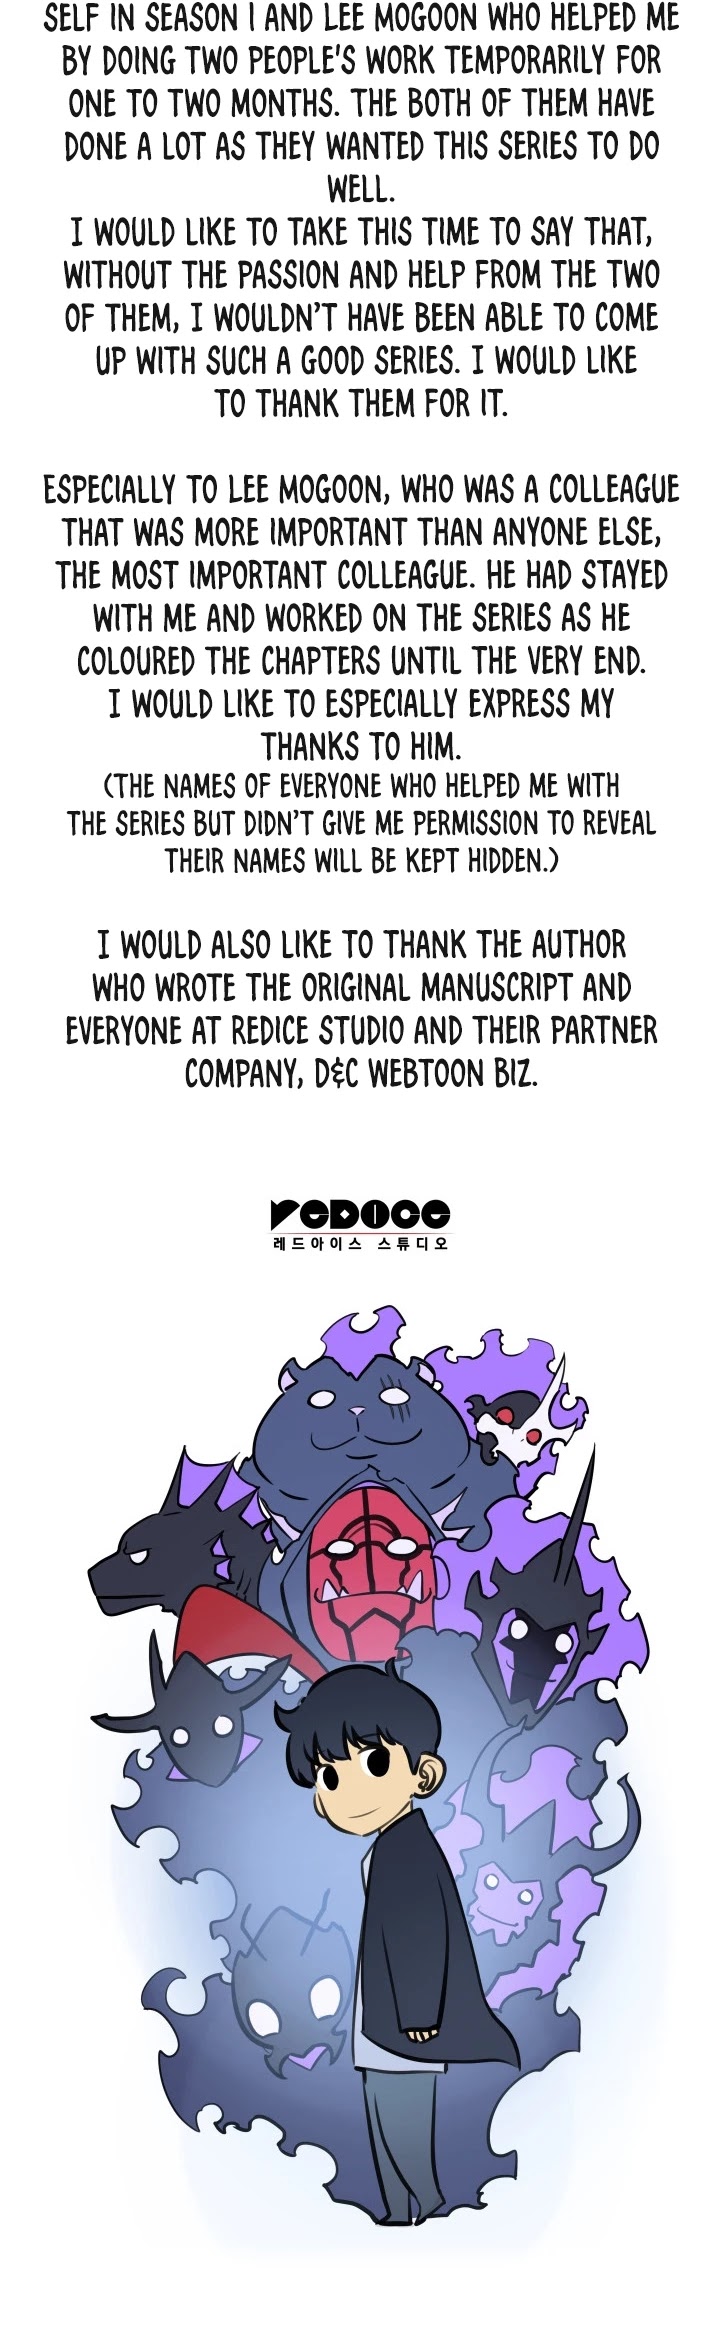 SELF IN SEASON 1 AND LEE MOGOON WHO HELPED ME
BY DOING TWO PEOPLE'S WORK TEMPORARILY FOR
ONE TO TWO MONTHS. THE BOTH OF THEM HAVE
DONE A LOT AS THEY WANTED THIS SERIES TO DO
WELL.
I WOULD LIKE TO TAKE THIS TIME TO SAY THAT,
WITHOUT THE PASSION AND HELP FROM THE TWO
OF THEM, I WOULDN'T HAVE BEEN ABLE TO COME
UP WITH SUCH A GOOD SERIES. I WOULD LIKE
TO THANK THEM FOR IT.
ESPECIALLY TO LEE MOGOON, WHO WAS A COLLEAGUE
THAT WAS MORE IMPORTANT THAN ANYONE ELSE,
THE MOST IMPORTANT COLLEAGUE. HE HAD STAYED
WITH ME AND WORKED ON THE SERIES AS HE
COLOURED THE CHAPTERS UNTIL THE VERY END.
I WOULD LIKE TO ESPECIALLY EXPRESS MY
THANKS TO HIM.
(THE NAMES OF EVERYONE WHO HELPED ME WITH
THE SERIES BUT DIDN'T GIVE ME PERMISSION TO REVEAL
THEIR NAMES WILL BE KEPT HIDDEN.)
I WOULD ALSO LIKE TO THANK THE AUTHOR
WHO WROTE THE ORIGINAL MANUSCRIPT AND
EVERYONE AT REDICE STUDIO AND THEIR PARTNER
COMPANY, D&C WEBTOON BIZ.
REDICE
레드아이스 스튜디오